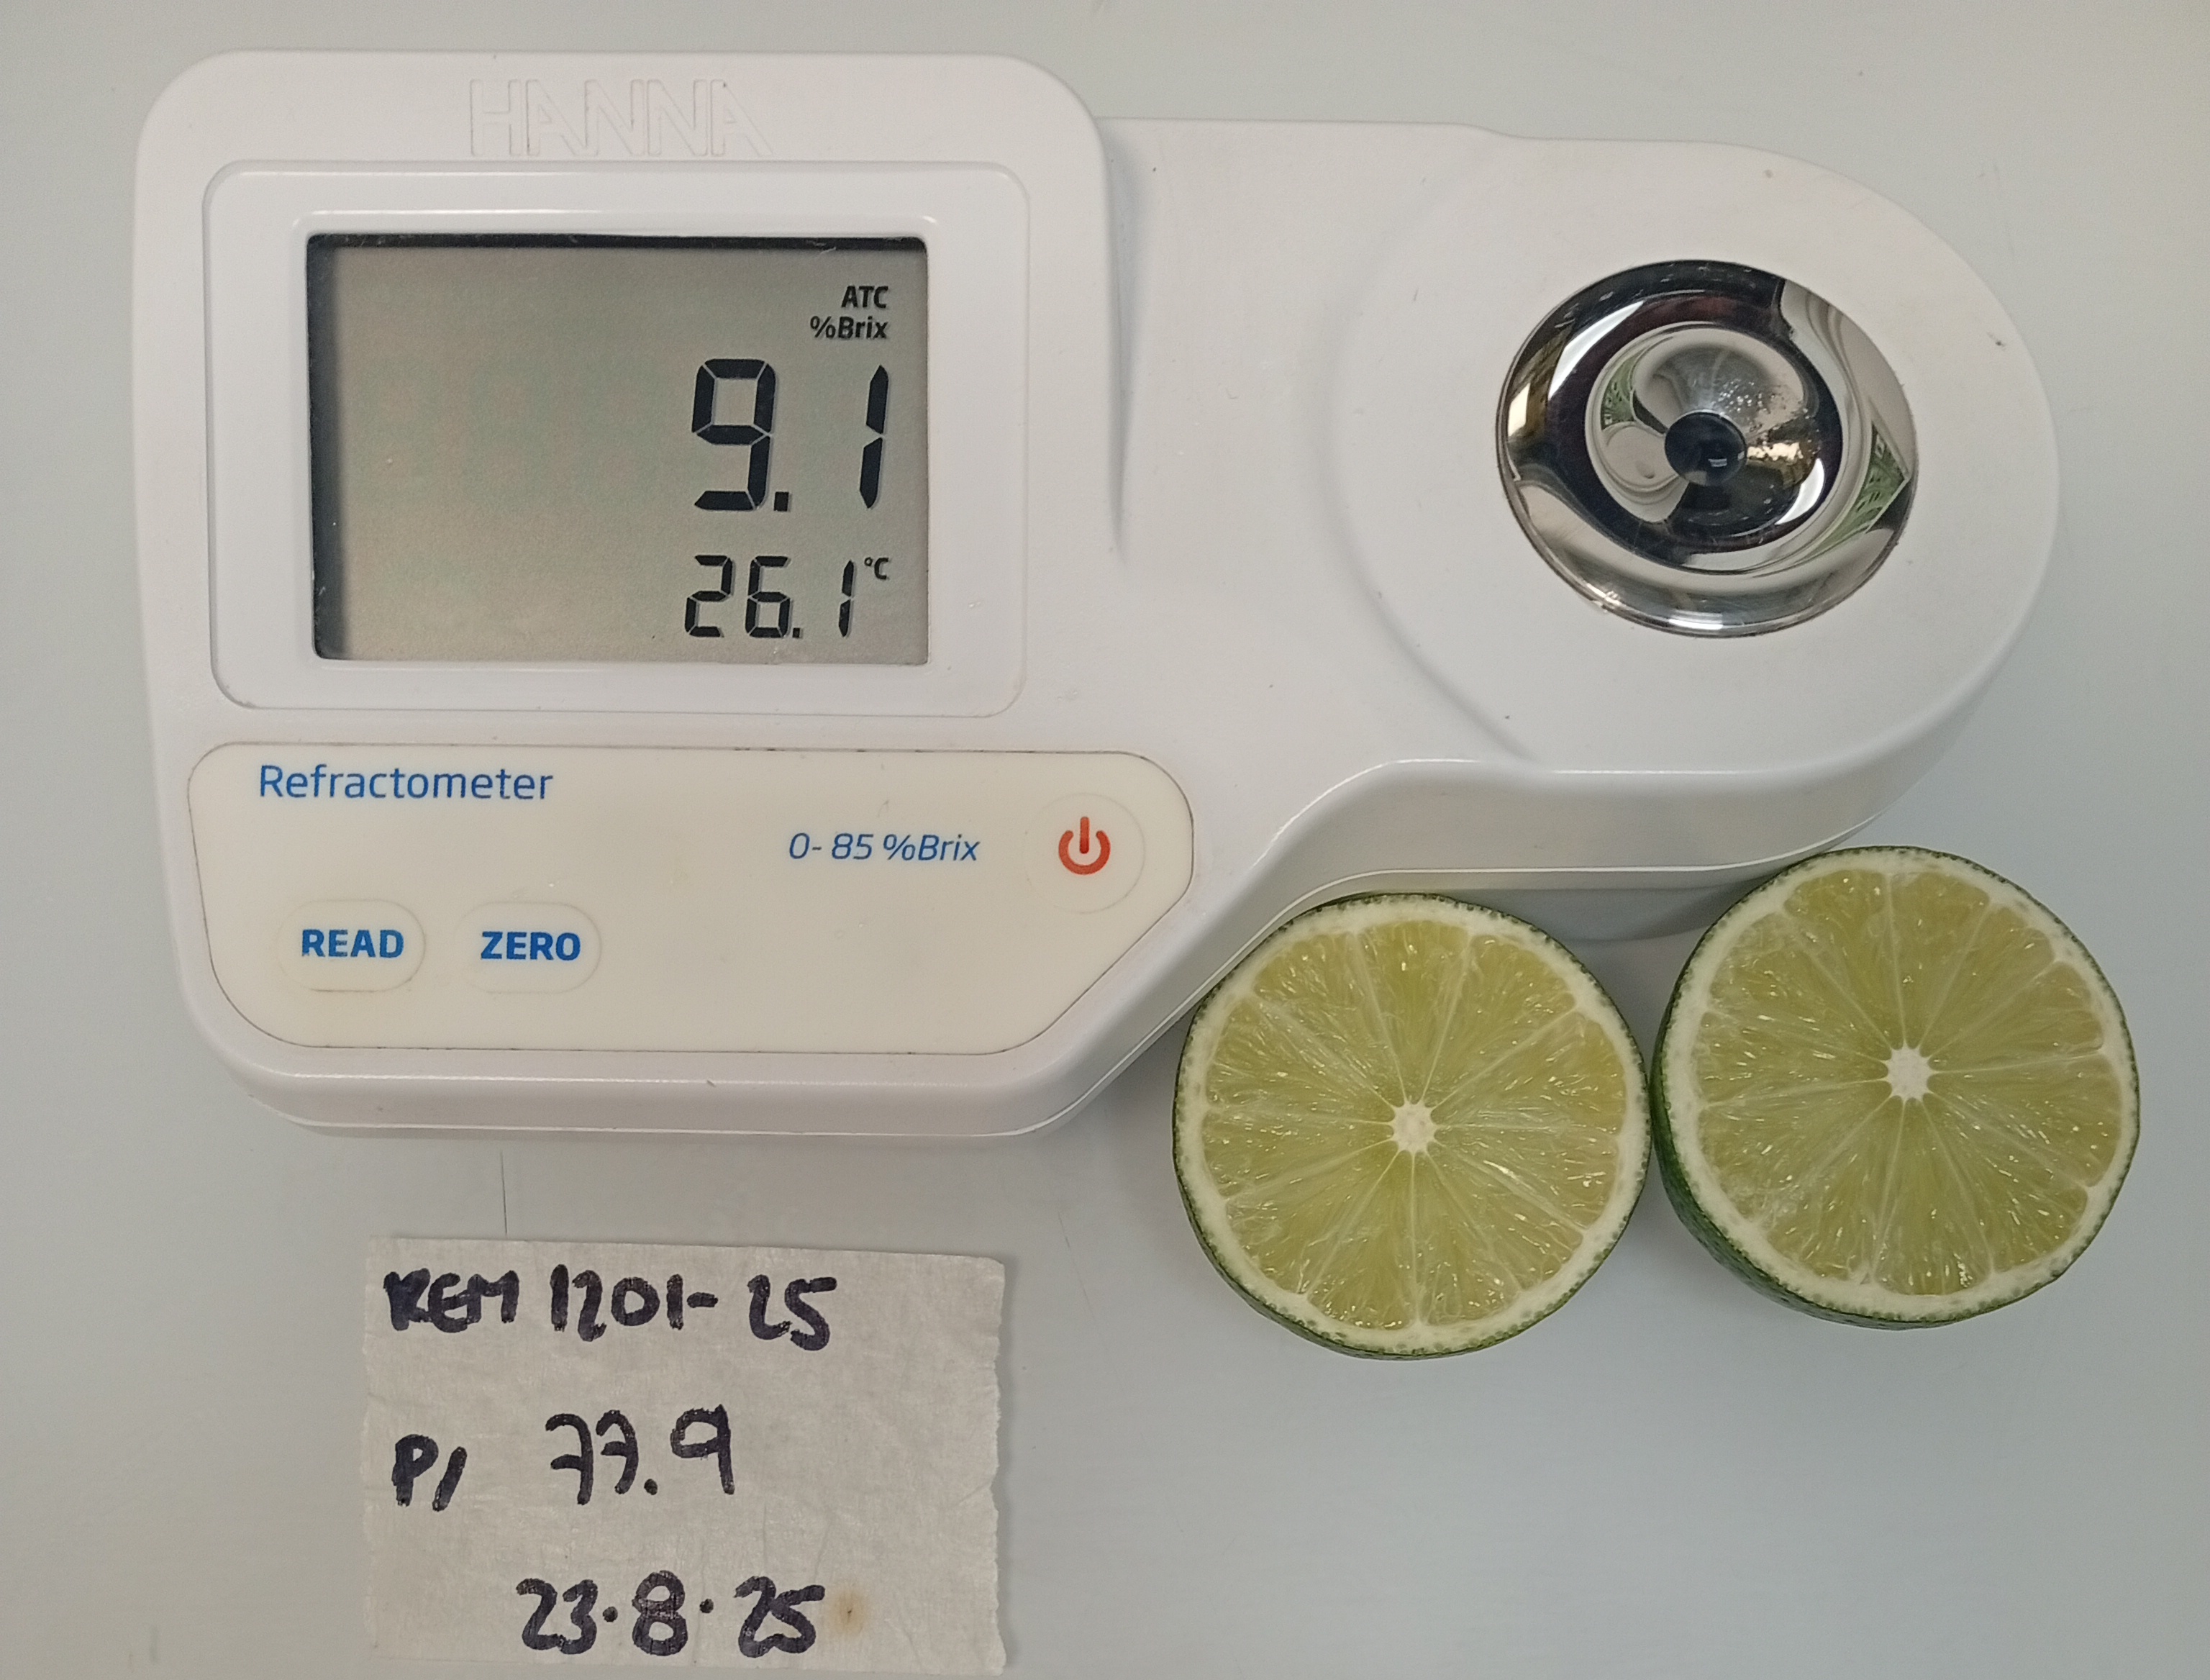 HANNA
ATC
%Brix
9.1
26.1 °C
Refractometer
0-85 %Brix
READ ZERO
REM 1201-25
P/ 77.9
23.8.25